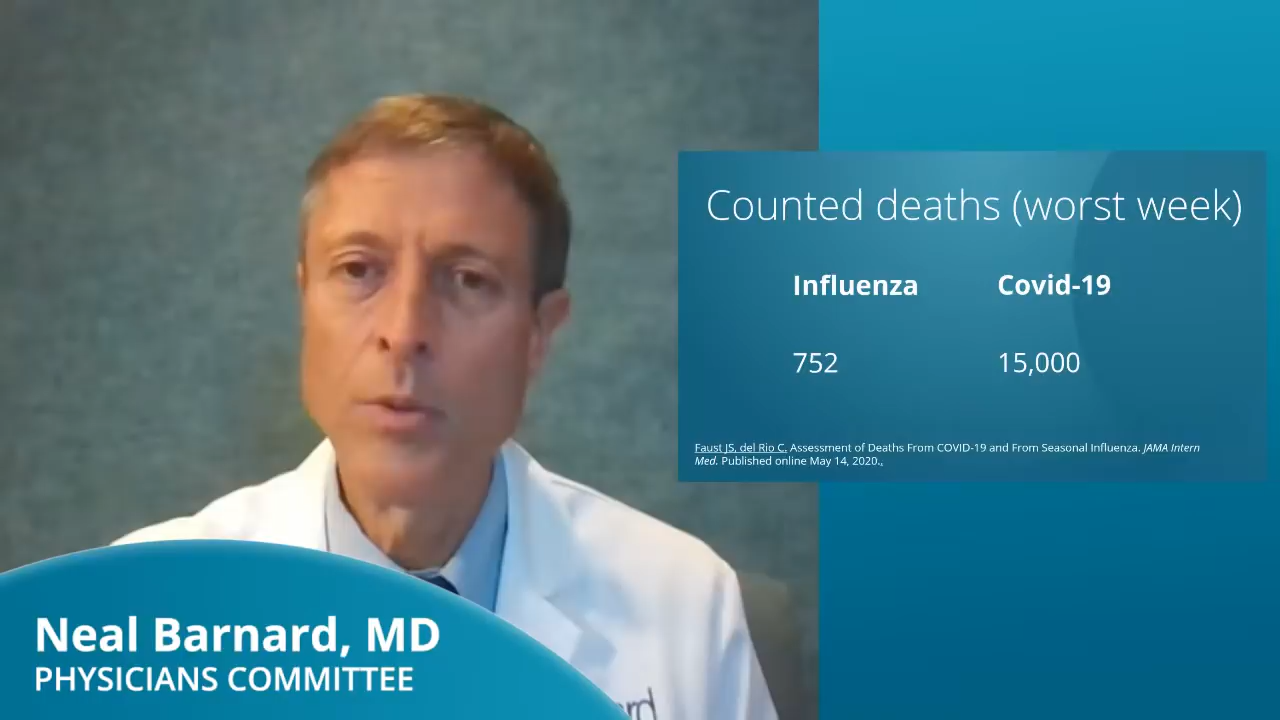 Counted deaths (worst week)
Influenza Covid-19
752 15,000
Faust JS, del Rio C. Assessment of Deaths From COVID-19 and From Seasonal Influenza. JAMA Intern
Med. Published online May 14, 2020.,
Neal Barnard, MD
PHYSICIANS COMMITTEE